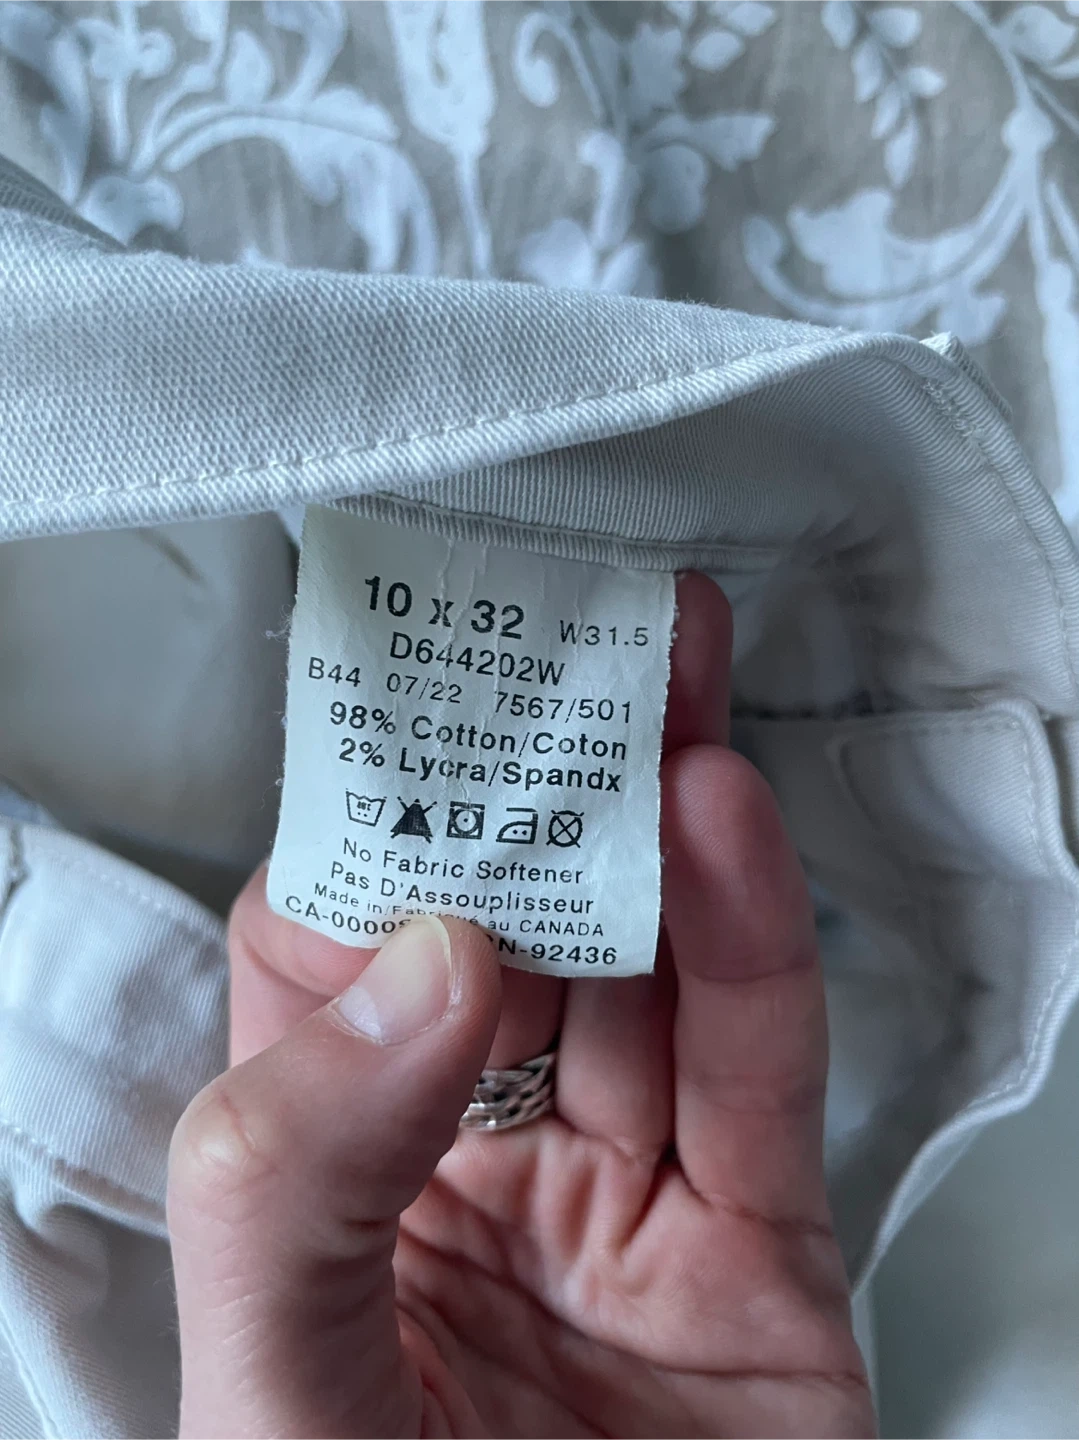 10 x 32 W31.5
D644202W
B44 07/22 7567/501
98% Cotton/Coton
2% Lycra/Spandx
No Fabric Softener
Pas D'Assouplisseur
Made in/Fabriqué au CANADA
N-92436